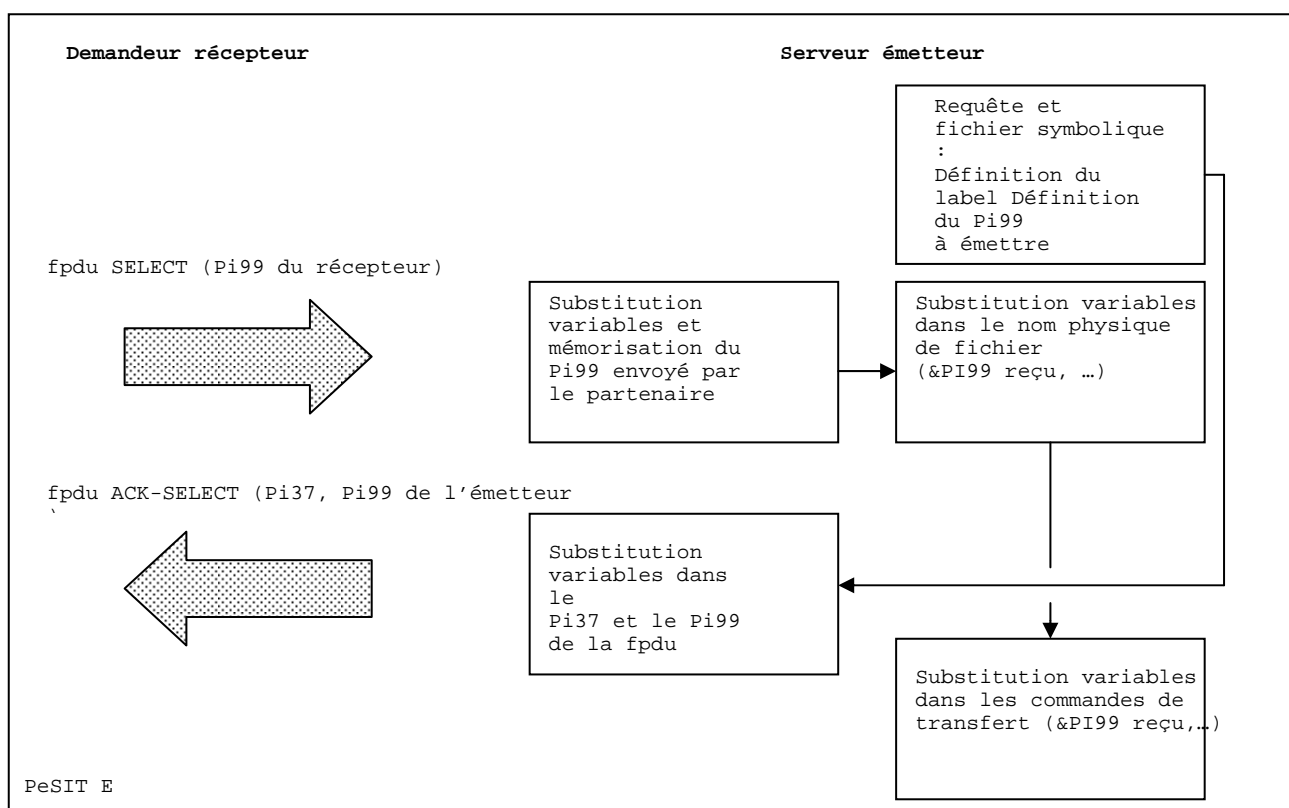 Demandeur récepteur
Serveur émetteur
Requête et
fichier symbolique
:
Définition du
label Définition
du Pi99
à émettre
fpdu SELECT (Pi99 du récepteur)
Substitution
variables et
mémorisation du
Pi99 envoyé par
le partenaire
Substitution variables
dans le nom physique
de fichier
(&PI99 reçu, …)
fpdu ACK-SELECT (Pi37, Pi99 de l’émetteur
Substitution
variables dans
le
Pi37 et le Pi99
de la fpdu
Substitution variables
dans les commandes de
transfert (&PI99 reçu,…)
PeSIT E